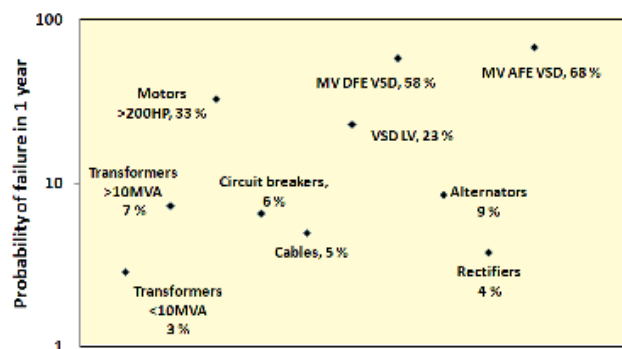 Probability of failure in 1 year
100
10
1
MV DFE VSD, 58 %
MV AFE VSD, 68 %
Motors
>200HP, 33 %
VSD LV, 23 %
Transformers
>10MVA
7 %
Circuit breakers,
6 %
Alternators
9 %
Cables, 5 %
Rectifiers
4 %
Transformers
<10MVA
3 %